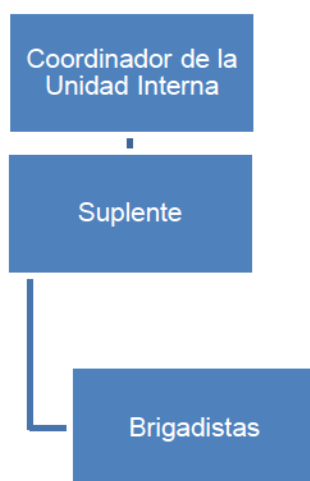 Coordinador de la
Unidad Interna
Suplente
Brigadistas